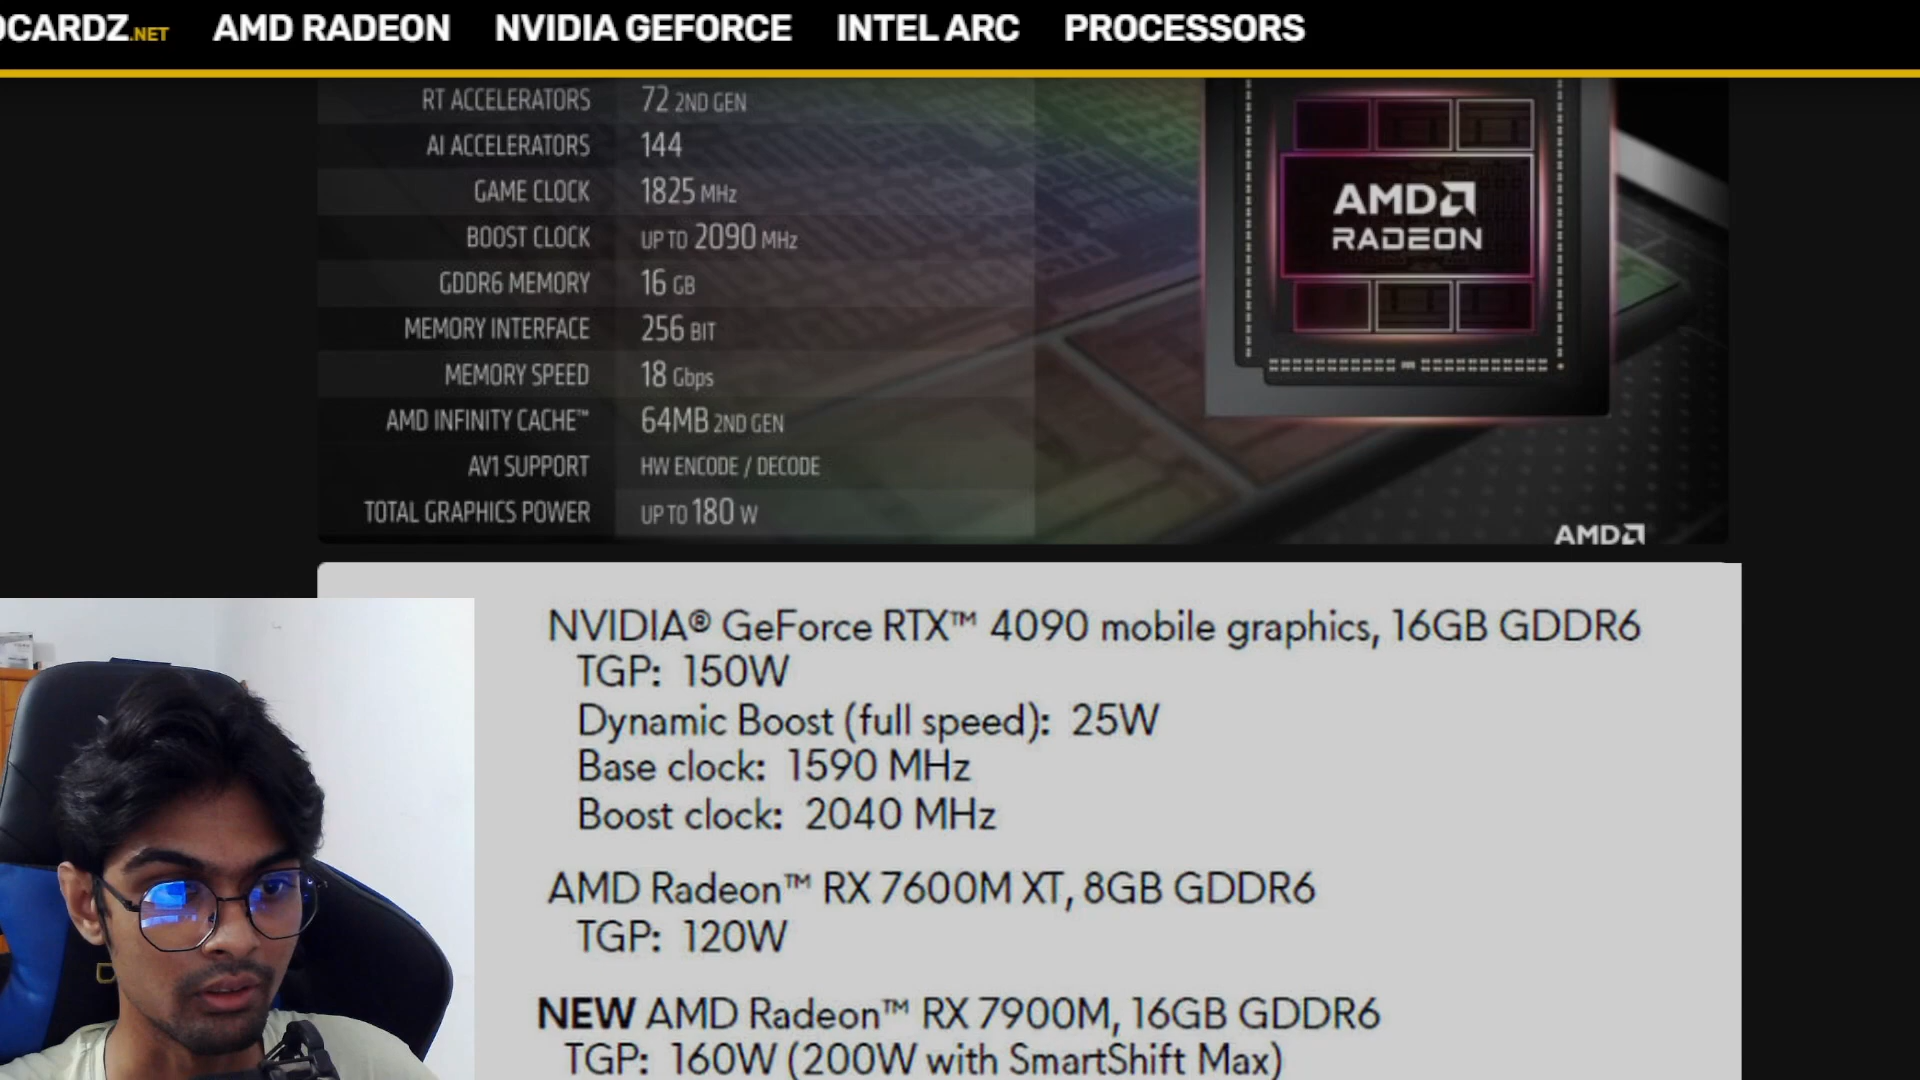 OCARDZ.NET AMD RADEON NVIDIA GEFORCE INTEL ARC PROCESSORS
RT ACCELERATORS 72 2ND GEN
AI ACCELERATORS 144
GAME CLOCK 1825 MHz
BOOST CLOCK UP TO 2090 MHz
GDDR6 MEMORY 16 GB
MEMORY INTERFACE 256 BIT
MEMORY SPEED 18 Gbps
AMD INFINITY CACHE™ 64MB 2ND GEN
AV1 SUPPORT HW ENCODE / DECODE
TOTAL GRAPHICS POWER UP TO 180 W
AMD
RADEON
AMD
NVIDIA® GeForce RTX™ 4090 mobile graphics, 16GB GDDR6
TGP: 150W
Dynamic Boost (full speed): 25W
Base clock: 1590 MHz
Boost clock: 2040 MHz
AMD Radeon™ RX 7600M XT, 8GB GDDR6
TGP: 120W
NEW AMD Radeon™ RX 7900M, 16GB GDDR6
TGP: 160W (200W with SmartShift Max)